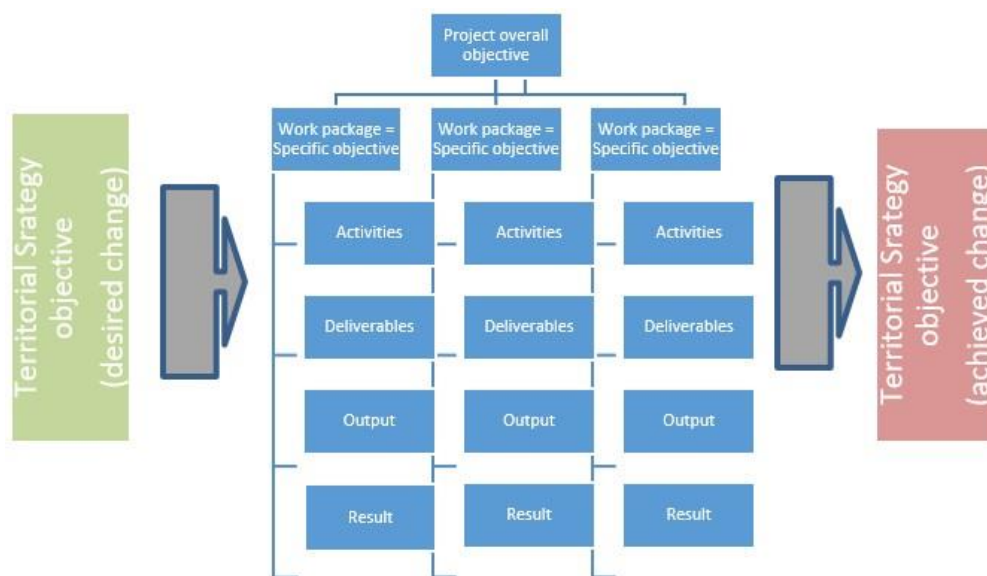 Project overall
objective
Territorial Srategy
objective
(desired change)
Work package =
Specific objective
Work package =
Specific objective
Work package =
Specific objective
Activities
Activities
Activities
Deliverables
Deliverables
Deliverables
Output
Output
Output
Result
Result
Result
Territorial Srategy
objective
(achieved change)